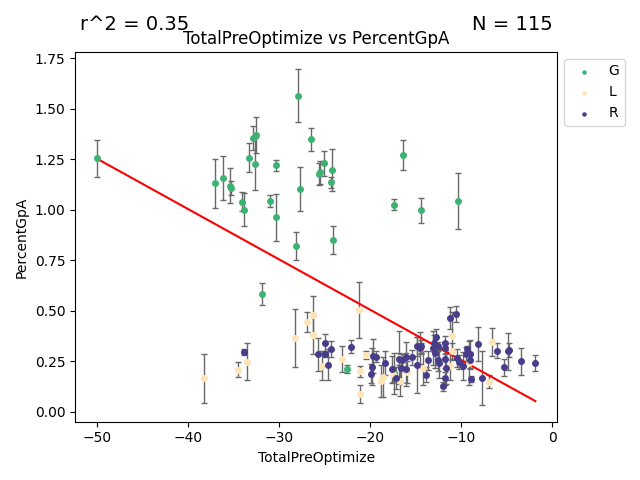 r^2 = 0.35
N = 115
TotalPreOptimize vs PercentGpA
G
L
R
PercentGpA
1.75
1.50
1.25
1.00
0.75
0.50
0.25
0.00
−50
−40
−30
−20
−10
0
TotalPreOptimize